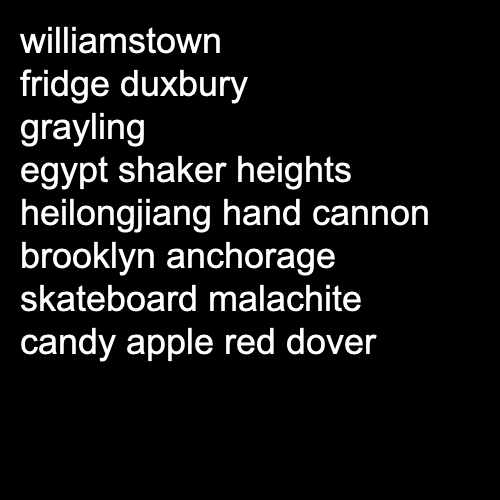 williamstown
fridge duxbury
grayling
egypt shaker heights
heilongjiang hand cannon
brooklyn anchorage
skateboard malachite
candy apple red dover